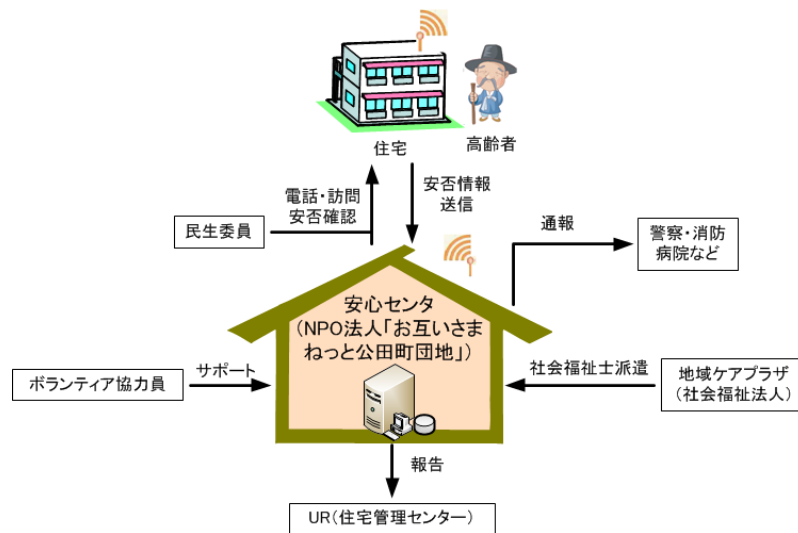 住宅
高齢者
電話・訪問
安否確認
安否情報
送信
民生委員
通報
警察・消防
病院など
安心センタ
(NPO法人「お互いさま
ねっと公田町団地」)
ボランティア協力員
サポート
社会福祉士派遣
地域ケアプラザ
(社会福祉法人)
報告
UR(住宅管理センター)